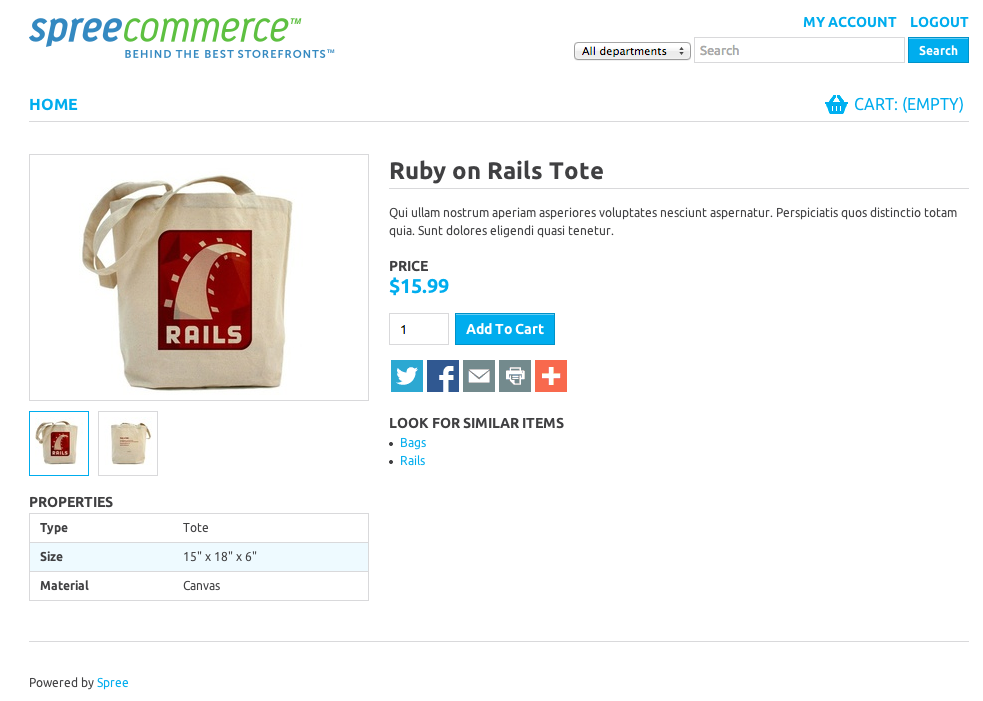 spreecommerce™
BEHIND THE BEST STOREFRONTS™
MY ACCOUNT LOGOUT
All departments Search Search
HOME
CART: (EMPTY)
RAILS
Ruby on Rails Tote
Qui ullam nostrum aperiam asperiores voluptates nesciunt aspernatur. Perspiciatis quos distinctio totam
quia. Sunt dolores eligendi quasi tenetur.
PRICE
$15.99
1 Add To Cart
LOOK FOR SIMILAR ITEMS
Bags
Rails
RAILS
PROPERTIES
Type Tote
Size 15" x 18" x 6"
Material Canvas
Powered by Spree